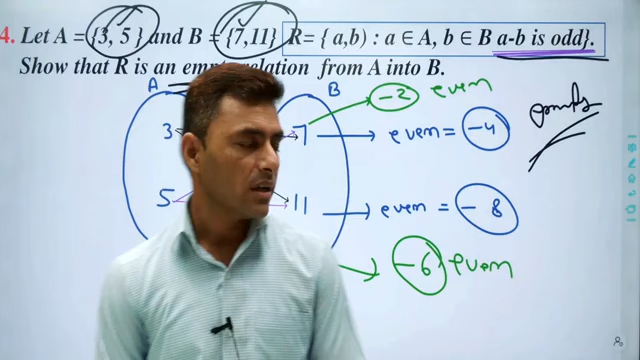 4. Let A = {3, 5 } and B = {7,11} R= { a,b) : a ∈ A, b ∈ B a-b is odd}.
Show that R is an relation from A into B.
A B -2 even
3 7 even = -4
5 11 even = -8
-6 even